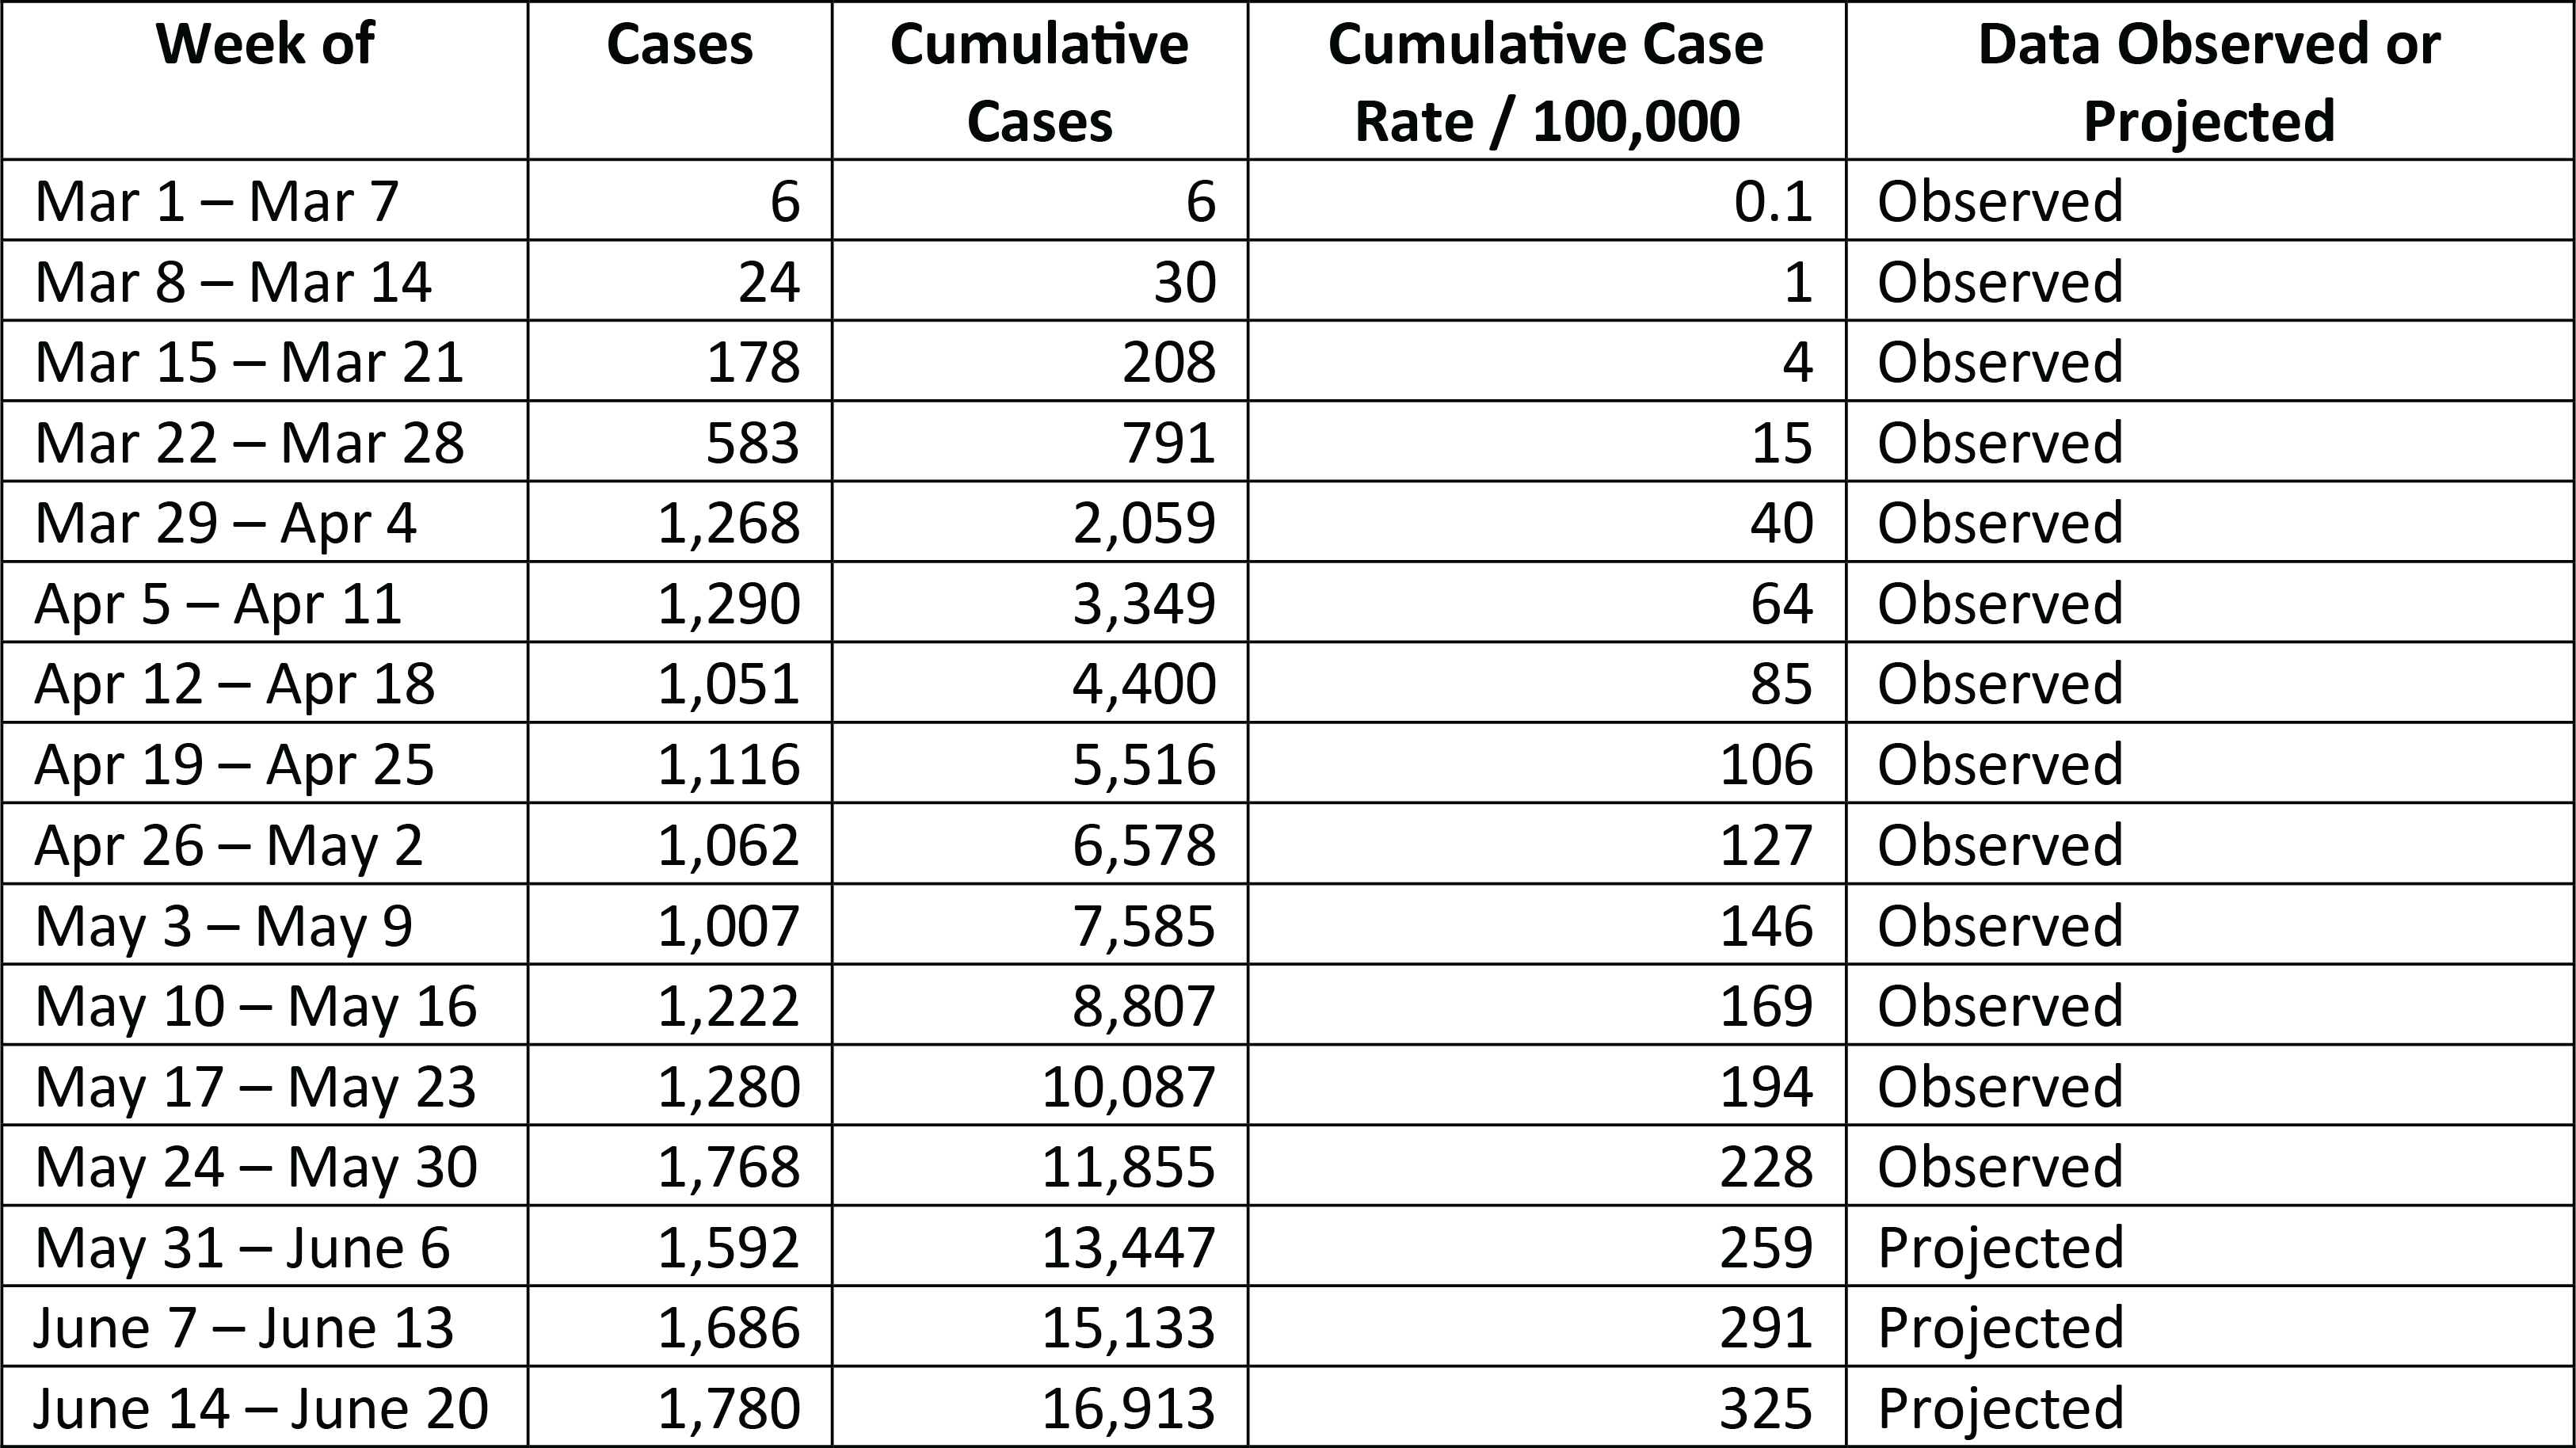 Week of Cases Cumulative Cumulative Case Data Observed or
Cases Rate / 100,000 Projected
Mar 1 – Mar 7 6 6 0.1 Observed
Mar 8 – Mar 14 24 30 1 Observed
Mar 15 – Mar 21 178 208 4 Observed
Mar 22 – Mar 28 583 791 15 Observed
Mar 29 – Apr 4 1,268 2,059 40 Observed
Apr 5 – Apr 11 1,290 3,349 64 Observed
Apr 12 – Apr 18 1,051 4,400 85 Observed
Apr 19 – Apr 25 1,116 5,516 106 Observed
Apr 26 – May 2 1,062 6,578 127 Observed
May 3 – May 9 1,007 7,585 146 Observed
May 10 – May 16 1,222 8,807 169 Observed
May 17 – May 23 1,280 10,087 194 Observed
May 24 – May 30 1,768 11,855 228 Observed
May 31 – June 6 1,592 13,447 259 Projected
June 7 – June 13 1,686 15,133 291 Projected
June 14 – June 20 1,780 16,913 325 Projected